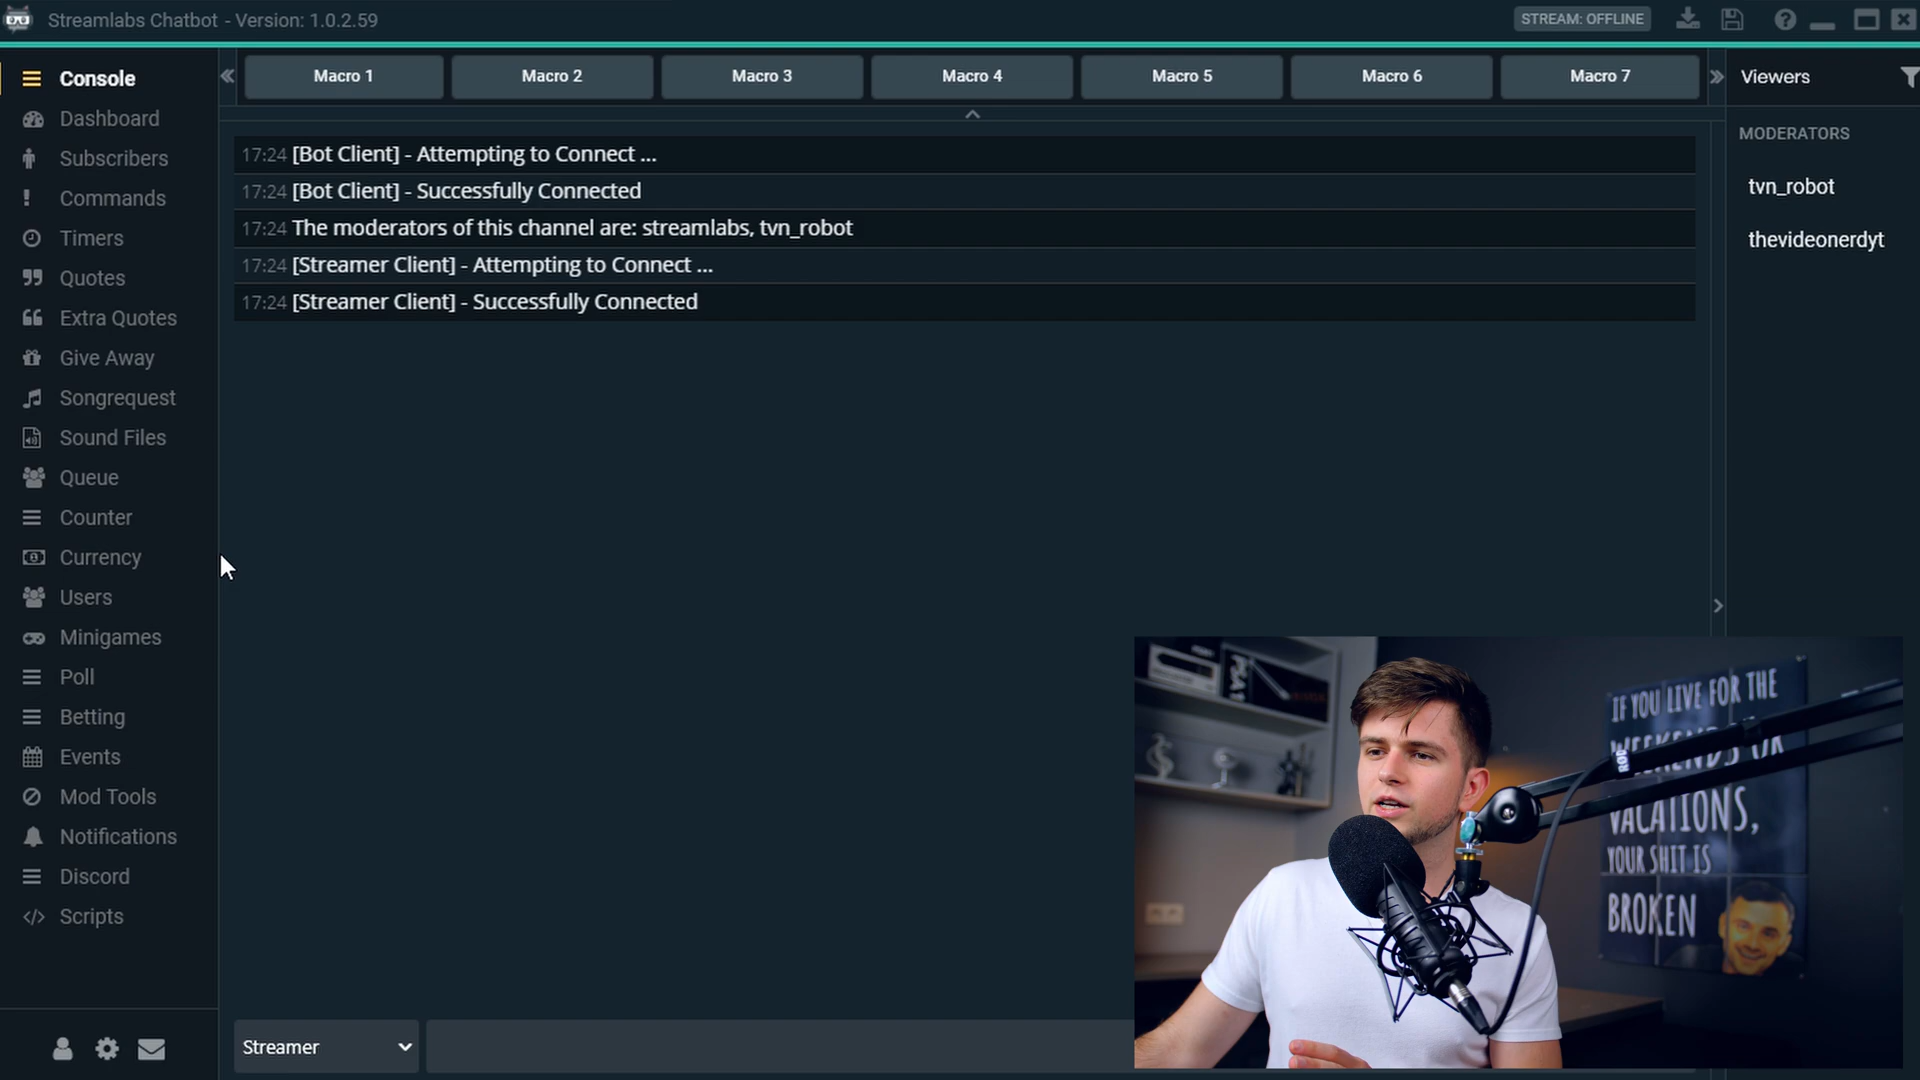 Streamlabs Chatbot - Version: 1.0.2.59
STREAM: OFFLINE
Console
Dashboard
Subscribers
Commands
Timers
Quotes
Extra Quotes
Give Away
Songrequest
Sound Files
Queue
Counter
Currency
Users
Minigames
Poll
Betting
Events
Mod Tools
Notifications
Discord
Scripts
Macro 1
Macro 2
Macro 3
Macro 4
Macro 5
Macro 6
Macro 7
17:24 [Bot Client] - Attempting to Connect ...
17:24 [Bot Client] - Successfully Connected
17:24 The moderators of this channel are: streamlabs, tvn_robot
17:24 [Streamer Client] - Attempting to Connect ...
17:24 [Streamer Client] - Successfully Connected
Streamer
Viewers
MODERATORS
tvn_robot
thevideonerdyt
PSA1
IF YOU LIVE FOR THE
WEEKENDS OR
VACATIONS,
YOUR SHIT IS
BROKEN